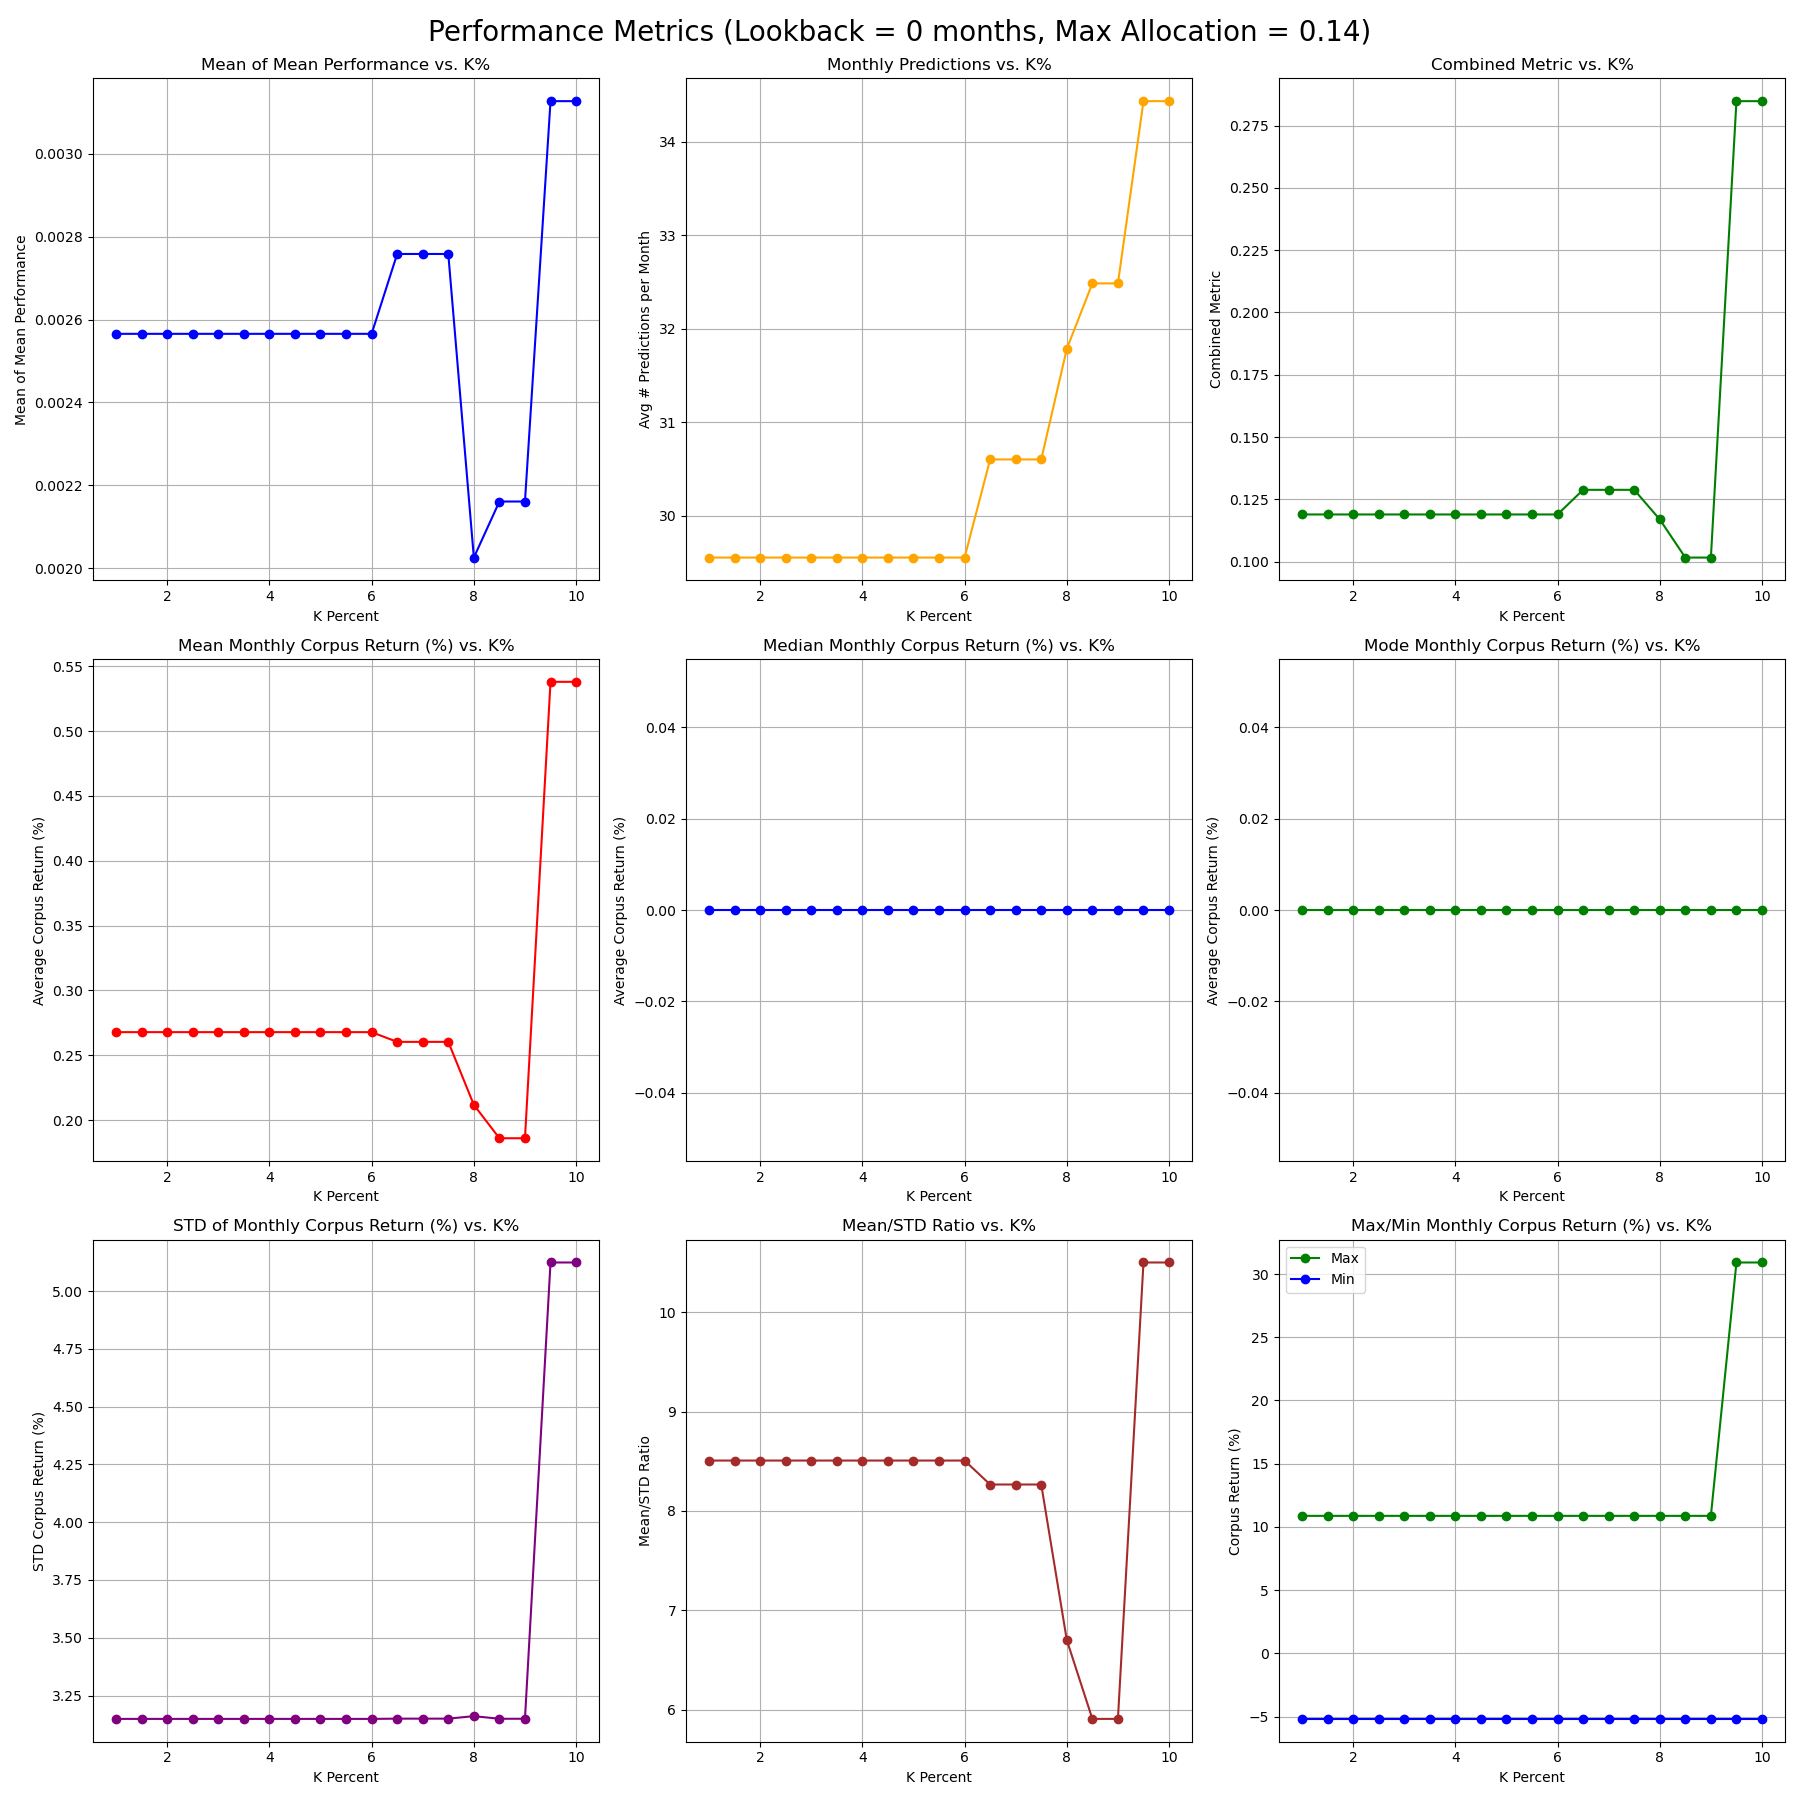 Performance Metrics (Lookback = 0 months, Max Allocation = 0.14)
Mean of Mean Performance vs. K%
Mean of Mean Performance
0.0030
0.0028
0.0026
0.0024
0.0022
0.0020
2 4 6 8 10
K Percent
Monthly Predictions vs. K%
Avg # Predictions per Month
34
33
32
31
30
2 4 6 8 10
K Percent
Combined Metric vs. K%
Combined Metric
0.275
0.250
0.225
0.200
0.175
0.150
0.125
0.100
2 4 6 8 10
K Percent
Mean Monthly Corpus Return (%) vs. K%
Average Corpus Return (%)
0.55
0.50
0.45
0.40
0.35
0.30
0.25
0.20
2 4 6 8 10
K Percent
Median Monthly Corpus Return (%) vs. K%
Average Corpus Return (%)
0.04
0.02
0.00
−0.02
−0.04
2 4 6 8 10
K Percent
Mode Monthly Corpus Return (%) vs. K%
Average Corpus Return (%)
0.04
0.02
0.00
−0.02
−0.04
2 4 6 8 10
K Percent
STD of Monthly Corpus Return (%) vs. K%
STD Corpus Return (%)
5.00
4.75
4.50
4.25
4.00
3.75
3.50
3.25
2 4 6 8 10
K Percent
Mean/STD Ratio vs. K%
Mean/STD Ratio
10
9
8
7
6
2 4 6 8 10
K Percent
Max/Min Monthly Corpus Return (%) vs. K%
Max
Min
Corpus Return (%)
30
25
20
15
10
5
0
−5
2 4 6 8 10
K Percent